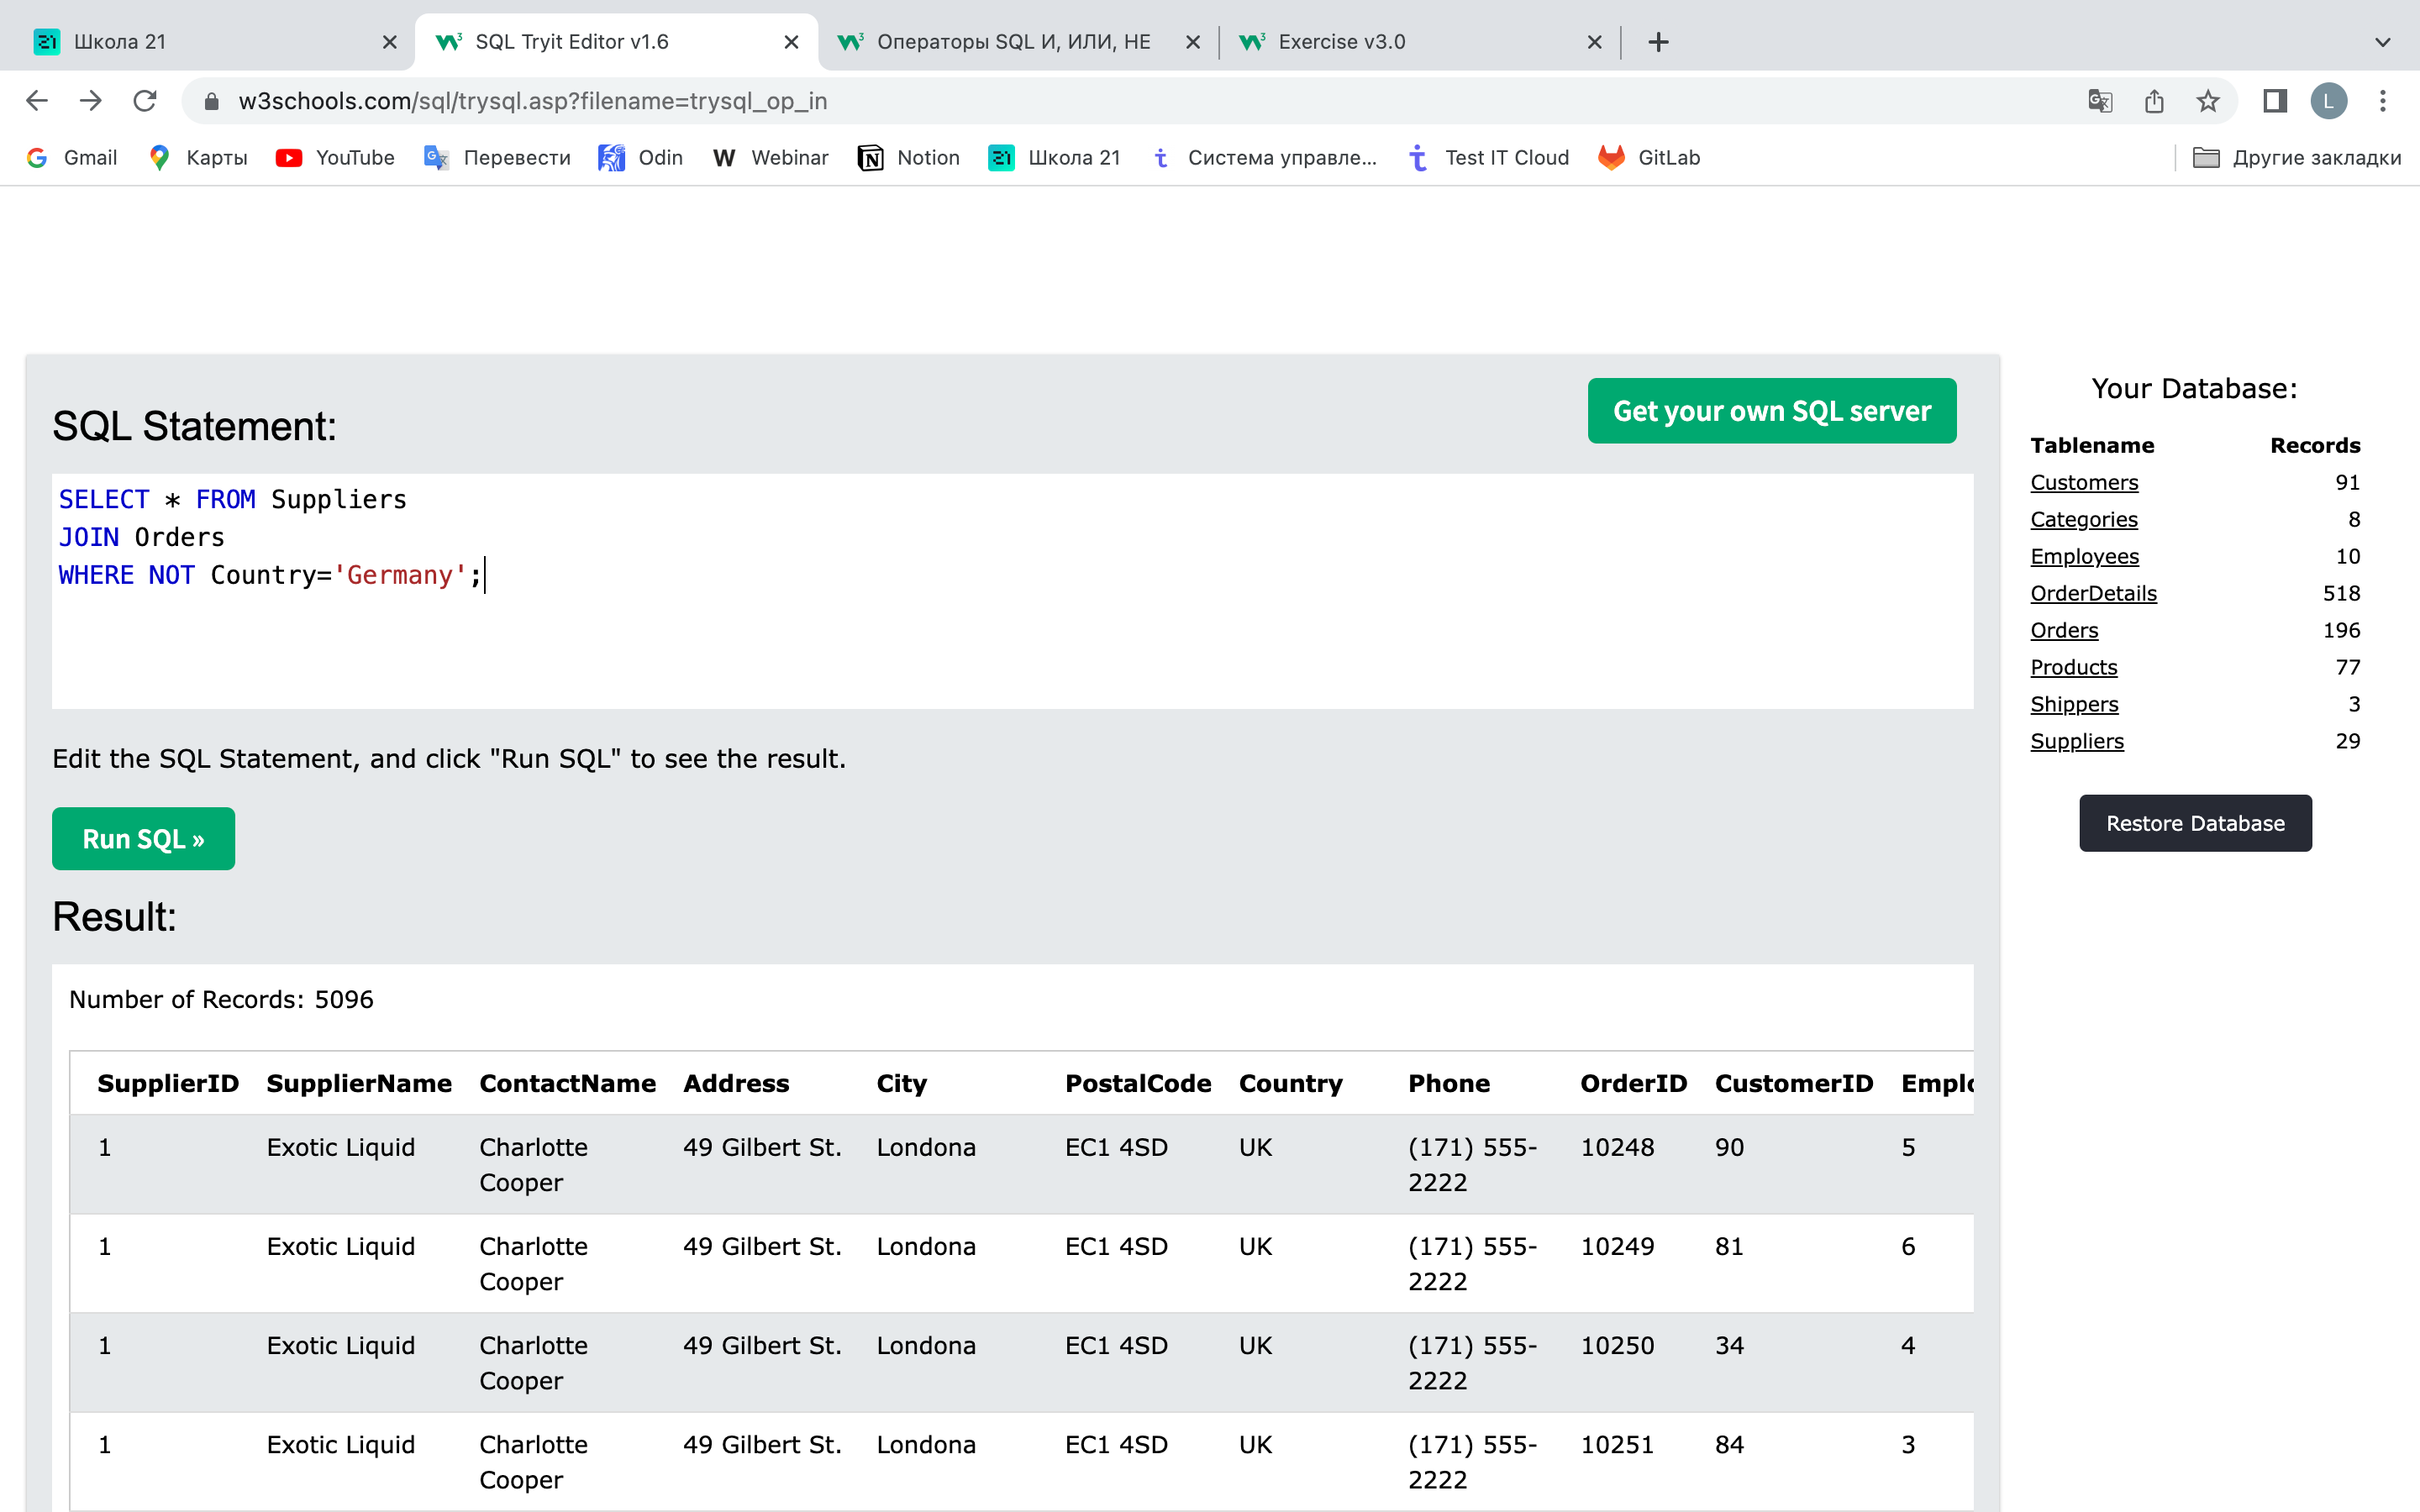 Школа 21
SQL Tryit Editor v1.6
Операторы SQL И, ИЛИ, НЕ
Exercise v3.0
w3schools.com/sql/trysql.asp?filename=trysql_op_in
L
Gmail
Карты
YouTube
Перевести
Odin
W Webinar
Notion
Школа 21
Система управле...
Test IT Cloud
GitLab
Другие закладки
SQL Statement:
Get your own SQL server
SELECT * FROM Suppliers
JOIN Orders
WHERE NOT Country='Germany';
Edit the SQL Statement, and click "Run SQL" to see the result.
Run SQL »
Result:
Number of Records: 5096
SupplierID SupplierName ContactName Address City PostalCode Country Phone OrderID CustomerID Emplo
1 Exotic Liquid Charlotte Cooper 49 Gilbert St. Londona EC1 4SD UK (171) 555-2222 10248 90 5
1 Exotic Liquid Charlotte Cooper 49 Gilbert St. Londona EC1 4SD UK (171) 555-2222 10249 81 6
1 Exotic Liquid Charlotte Cooper 49 Gilbert St. Londona EC1 4SD UK (171) 555-2222 10250 34 4
1 Exotic Liquid Charlotte Cooper 49 Gilbert St. Londona EC1 4SD UK (171) 555-2222 10251 84 3
Your Database:
Tablename Records
Customers 91
Categories 8
Employees 10
OrderDetails 518
Orders 196
Products 77
Shippers 3
Suppliers 29
Restore Database